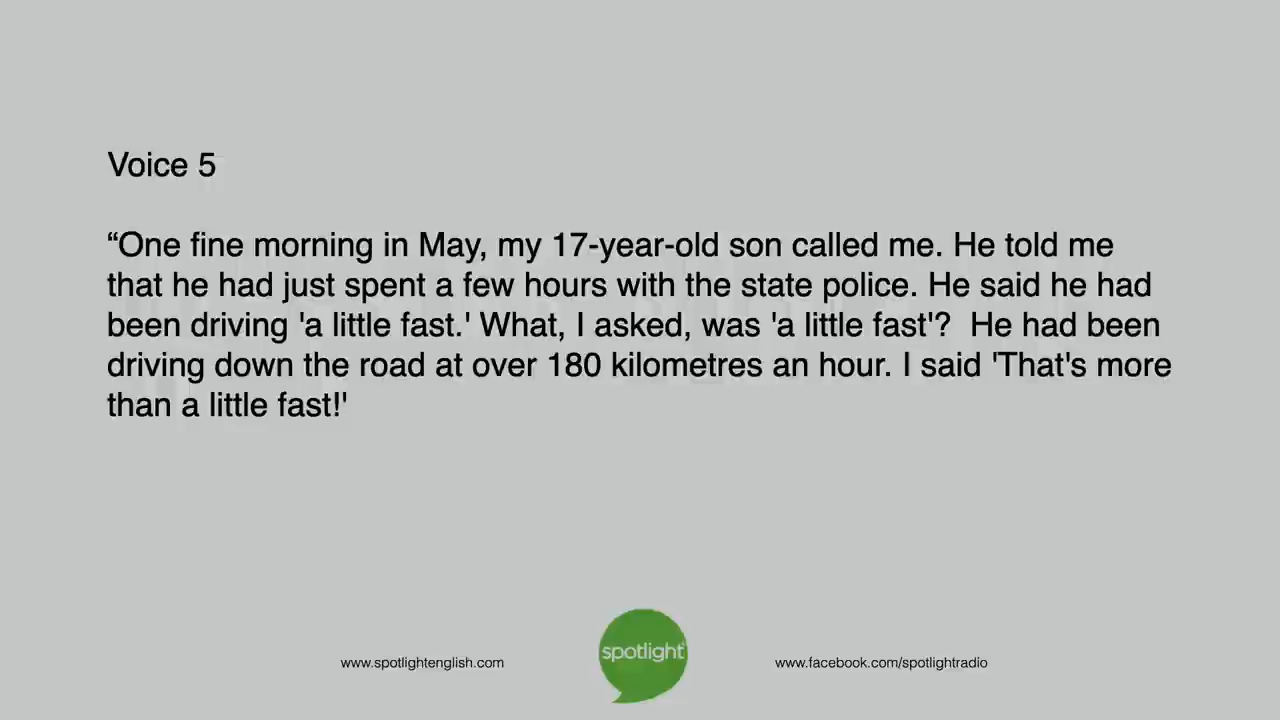 Voice 5
“One fine morning in May, my 17-year-old son called me. He told me
that he had just spent a few hours with the state police. He said he had
been driving 'a little fast.' What, I asked, was 'a little fast'?  He had been
driving down the road at over 180 kilometres an hour. I said 'That's more
than a little fast!'
www.spotlightenglish.com
spotlight
www.facebook.com/spotlightradio